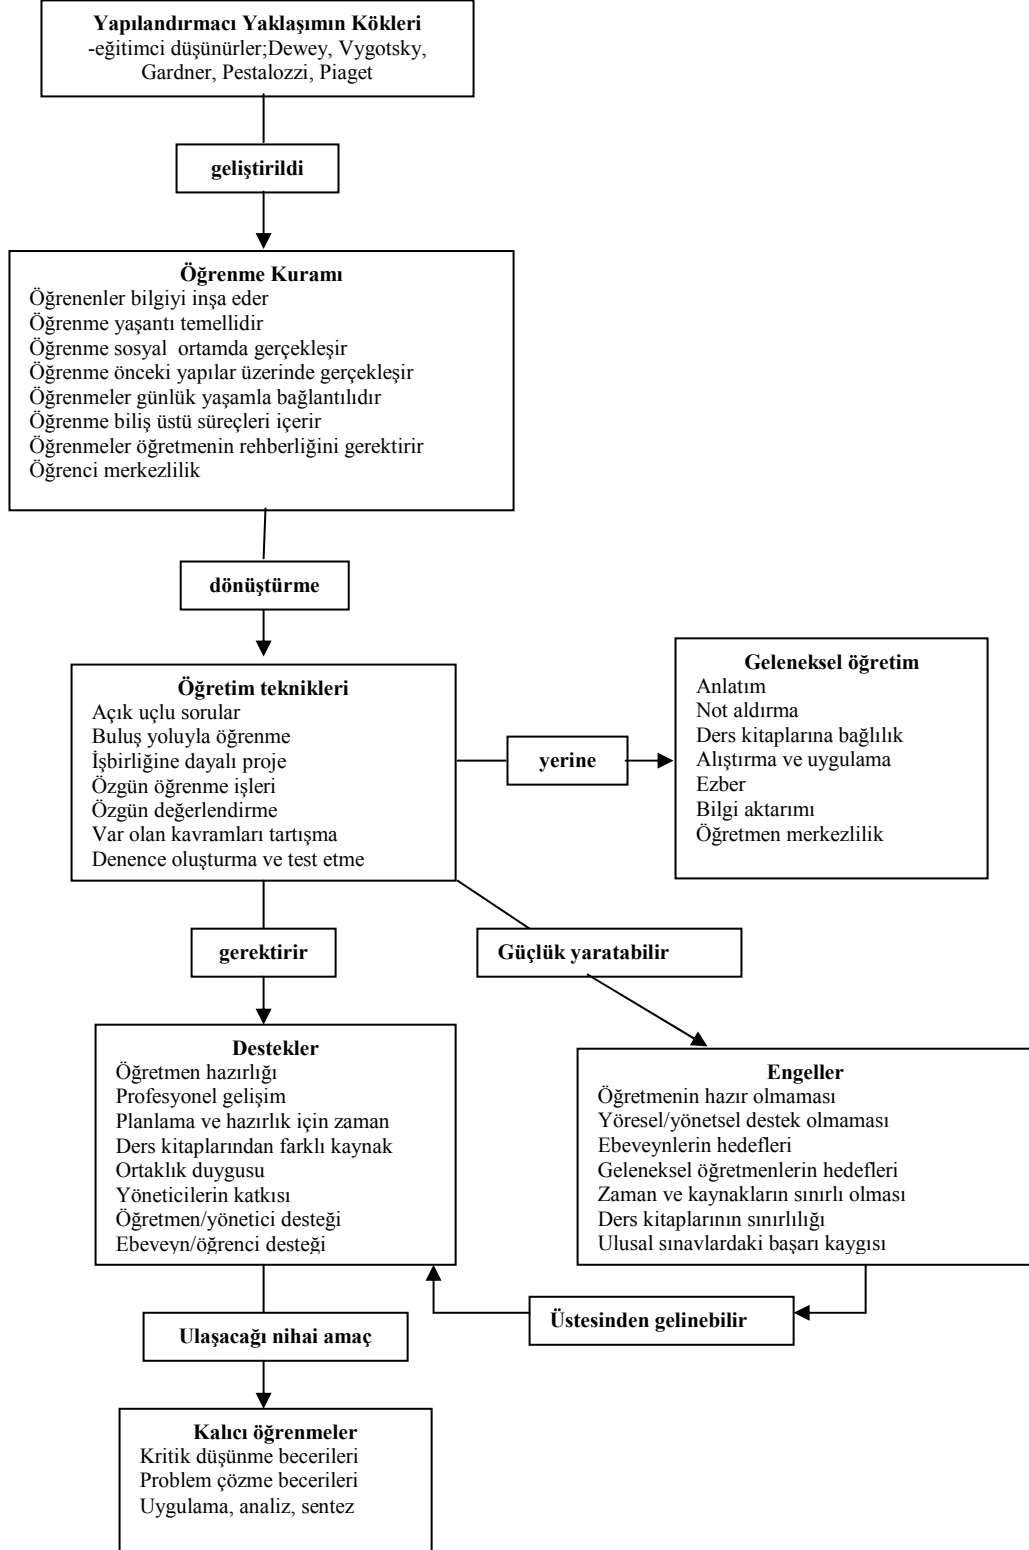 Yapılandırmacı Yaklaşımın Kökleri
-eğitimci düşünürler;Dewey, Vygotsky,
Gardner, Pestalozzi, Piaget
geliştirildi
Öğrenme Kuramı
Öğrenenler bilgiyi inşa eder
Öğrenme yaşantı temellidir
Öğrenme sosyal ortamda gerçekleşir
Öğrenme önceki yapılar üzerinde gerçekleşir
Öğrenmeler günlük yaşamla bağlantılıdır
Öğrenme biliş üstü süreçleri içerir
Öğrenmeler öğretmenin rehberliğini gerektirir
Öğrenci merkezlilik
dönüştürme
Öğretim teknikleri
Açık uçlu sorular
Buluş yoluyla öğrenme
İşbirliğine dayalı proje
Özgün öğrenme işleri
Özgün değerlendirme
Var olan kavramları tartışma
Denence oluşturma ve test etme
yerine
Geleneksel öğretim
Anlatım
Not aldırma
Ders kitaplarına bağlılık
Alıştırma ve uygulama
Ezber
Bilgi aktarımı
Öğretmen merkezlilik
gerektirir
Güçlük yaratabilir
Destekler
Öğretmen hazırlığı
Profesyonel gelişim
Planlama ve hazırlık için zaman
Ders kitaplarından farklı kaynak
Ortaklık duygusu
Yöneticilerin katkısı
Öğretmen/yönetici desteği
Ebeveyn/öğrenci desteği
Engeller
Öğretmenin hazır olmaması
Yöresel/yönetsel destek olmaması
Ebeveynlerin hedefleri
Geleneksel öğretmenlerin hedefleri
Zaman ve kaynakların sınırlı olması
Ders kitaplarının sınırlılığı
Ulusal sınavlardaki başarı kaygısı
Üstesinden gelinebilir
Ulaşacağı nihai amaç
Kalıcı öğrenmeler
Kritik düşünme becerileri
Problem çözme becerileri
Uygulama, analiz, sentez